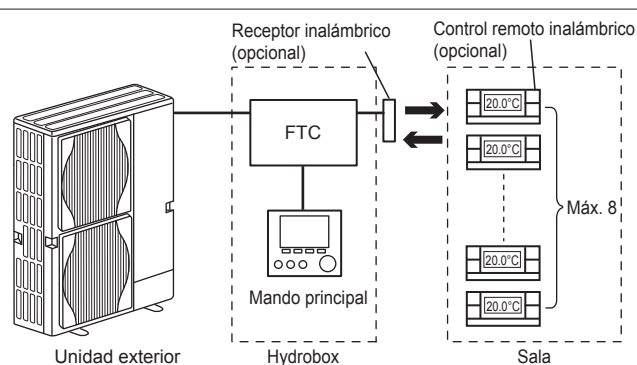 Receptor inalámbrico
(opcional)
Control remoto inalámbrico
(opcional)
FTC
20.0°C
20.0°C
Máx. 8
20.0°C
20.0°C
Mando principal
Unidad exterior
Hydrobox
Sala